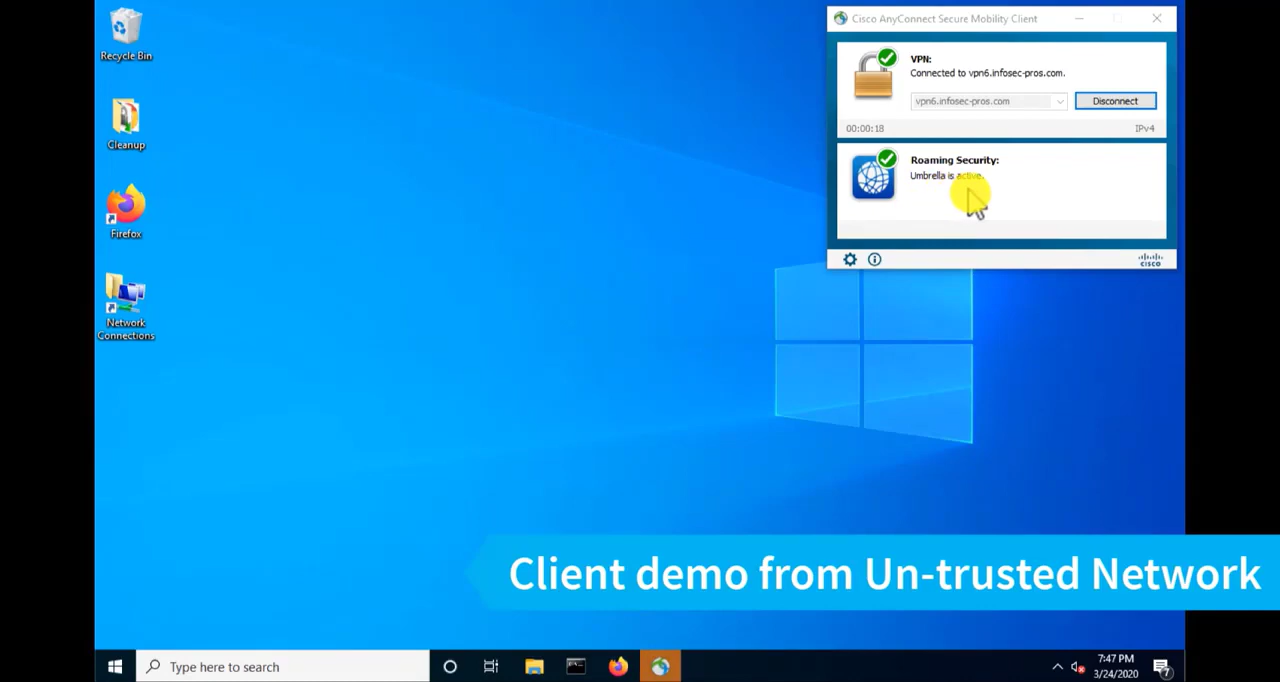 Recycle Bin
Cleanup
Firefox
Network
Connections
Cisco AnyConnect Secure Mobility Client
VPN:
Connected to vpn6.infosec-pros.com.
vpn6.infosec-pros.com
Disconnect
00:00:18
IPv4
Roaming Security:
Umbrella is active.
cisco
Client demo from Un-trusted Network
Type here to search
7:47 PM
3/24/2020
7